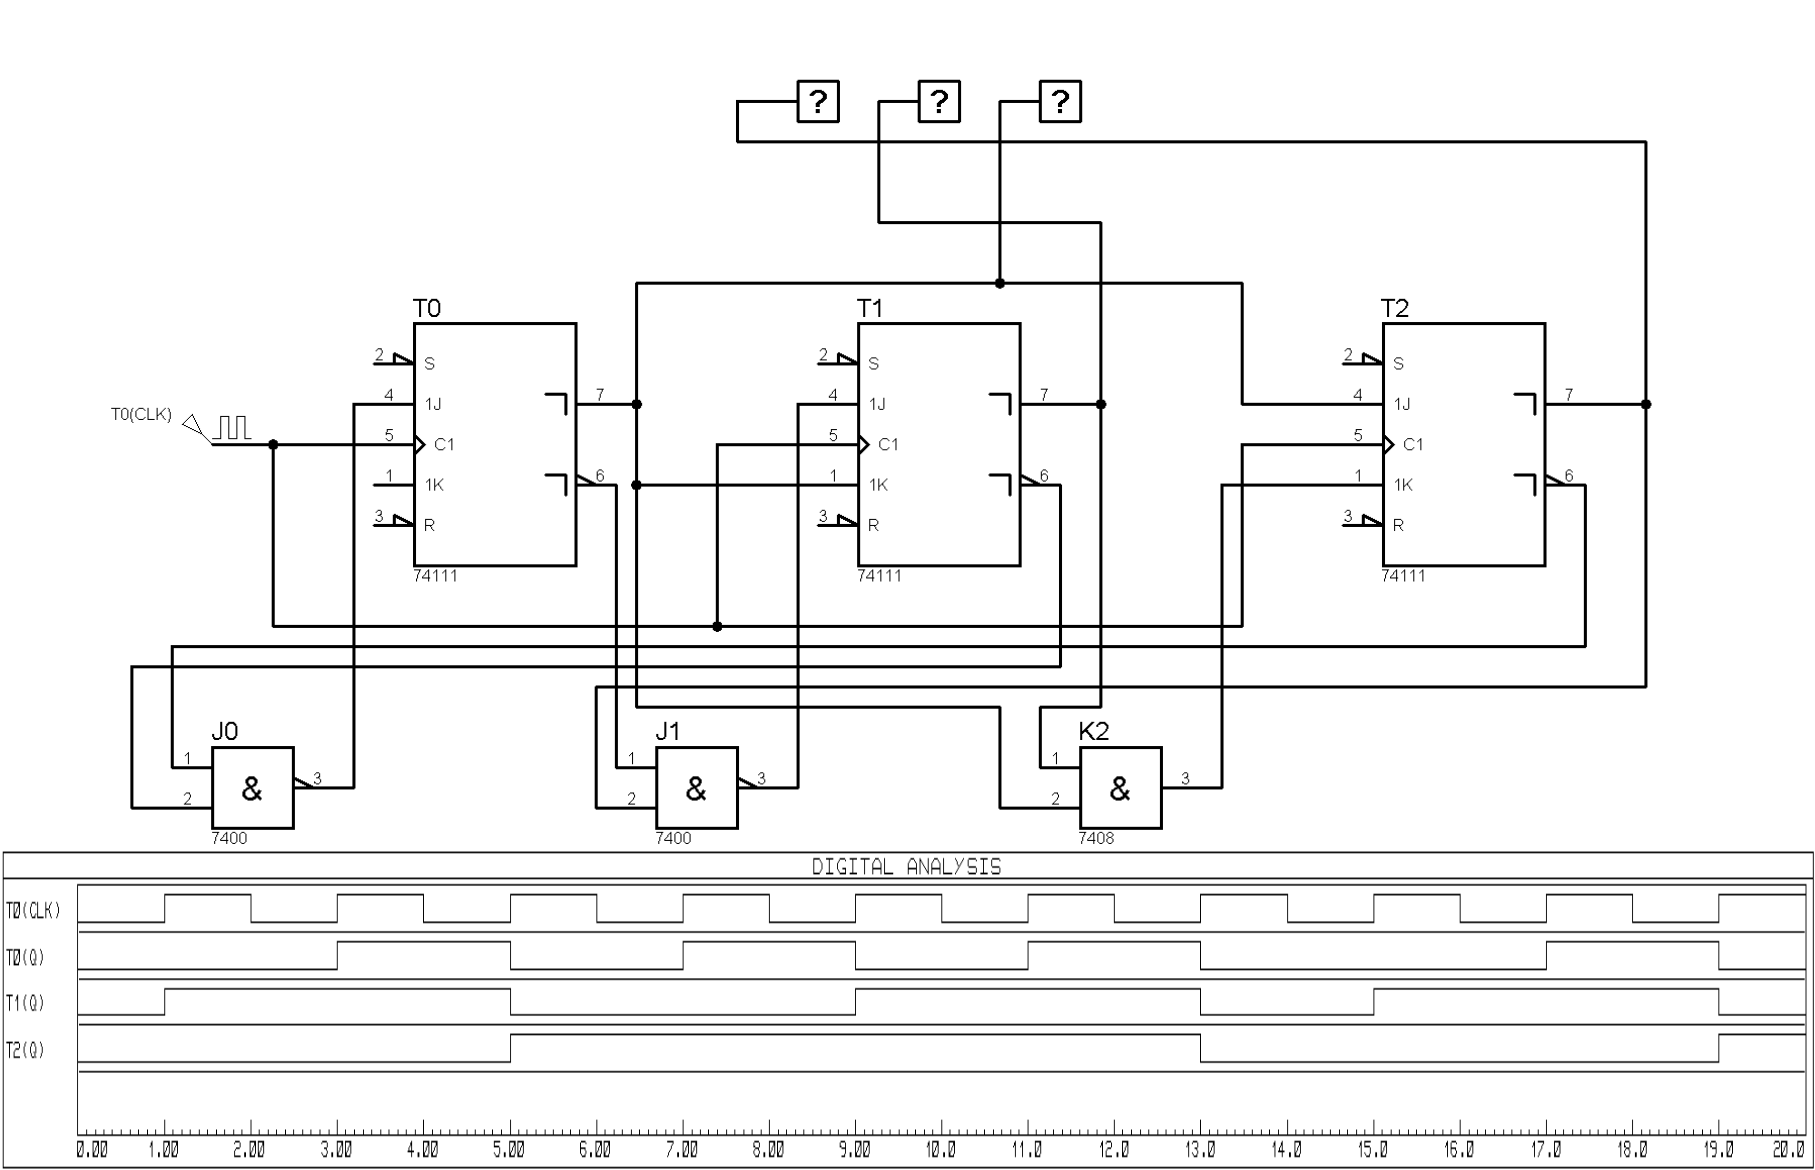 ? ? ?
T0 T1 T2
2 S 2 S 2 S
4 1J 7 4 1J 7 4 1J 7
T0(CLK) 5 C1 5 C1 5 C1
1 1K 6 1 1K 6 1 1K 6
3 R 3 R 3 R
74111 74111 74111
J0 J1 K2
1 1 1
& 3 & 3 & 3
2 2 2
7400 7400 7408
DIGITAL ANALYSIS
T0(CLK)
T0(Q)
T1(Q)
T2(Q)
0.00 1.00 2.00 3.00 4.00 5.00 6.00 7.00 8.00 9.00 10.0 11.0 12.0 13.0 14.0 15.0 16.0 17.0 18.0 19.0 20.0